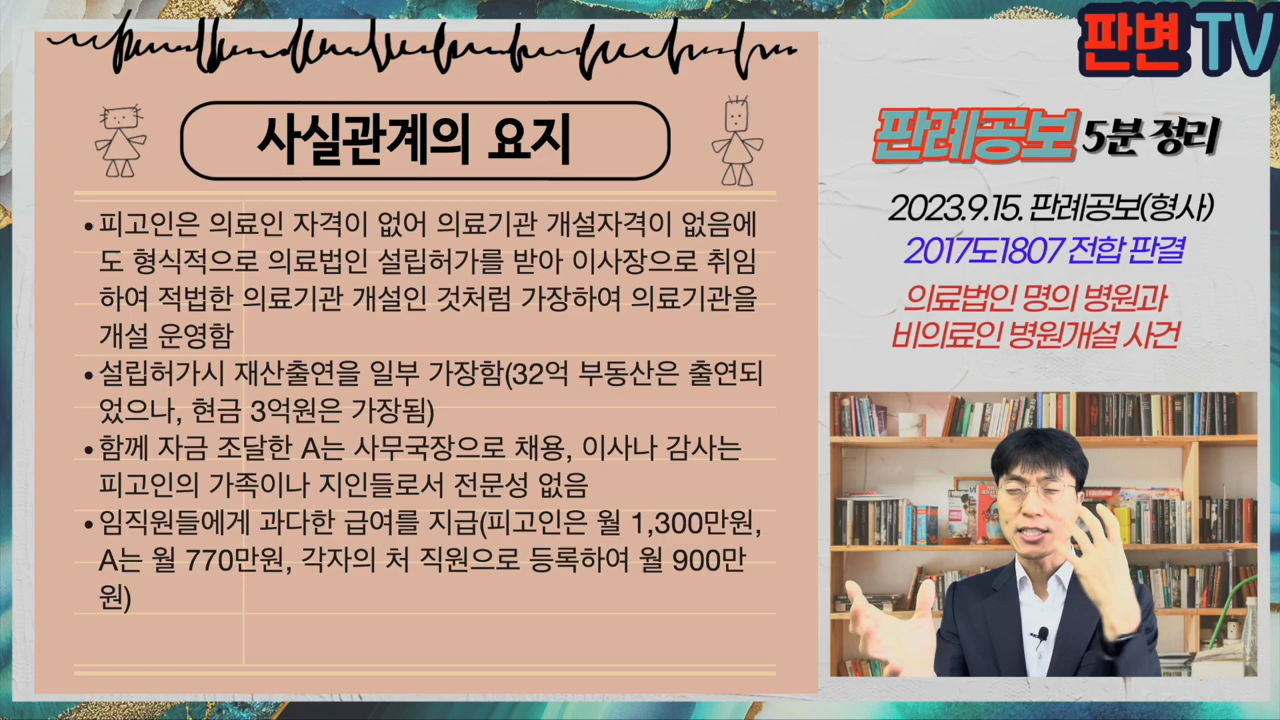 판변 TV
사실관계의 요지
•피고인은 의료인 자격이 없어 의료기관 개설자격이 없음에
도 형식적으로 의료법인 설립허가를 받아 이사장으로 취임
하여 적법한 의료기관 개설인 것처럼 가장하여 의료기관을
개설 운영함
•설립허가시 재산출연을 일부 가장함(32억 부동산은 출연되
었으나, 현금 3억원은 가장됨)
•함께 자금 조달한 A는 사무국장으로 채용, 이사나 감사는
피고인의 가족이나 지인들로서 전문성 없음
•임직원들에게 과다한 급여를 지급(피고인은 월 1,300만원,
A는 월 770만원, 각자의 처 직원으로 등록하여 월 900만
원)
판례공보 5분 정리
2023.9.15. 판례공보(형사)
2017도1807 전합 판결
의료법인 명의 병원과
비의료인 병원개설 사건